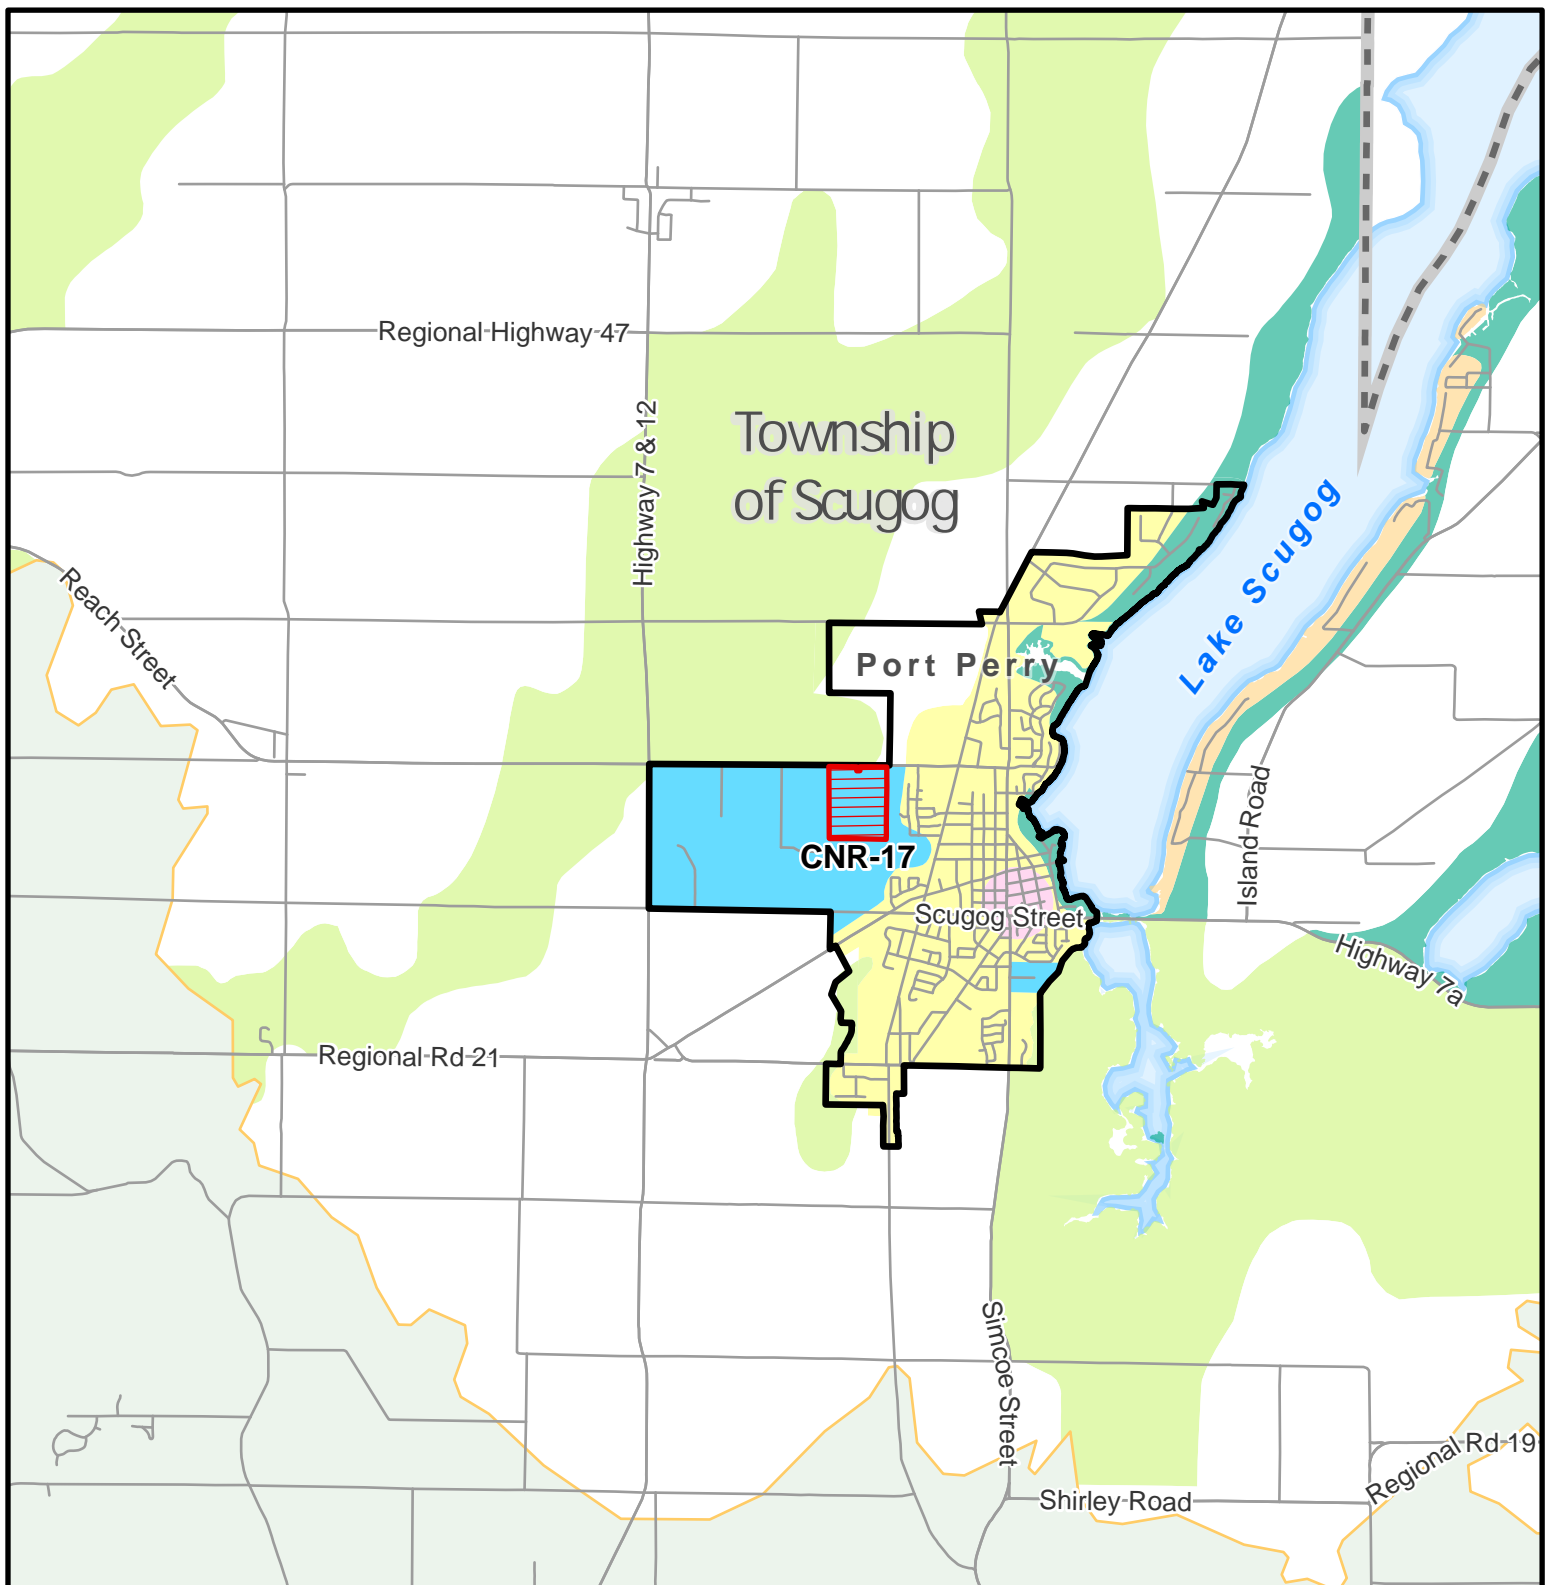 Regional Highway 47
Highway 7 & 12
Township
of Scugog
Lake Scugog
Reach Street
Port Perry
Island Road
CNR-17
Scugog Street
Highway 7a
Regional Rd 21
Simcoe Street
Regional Rd 19
Shirley Road